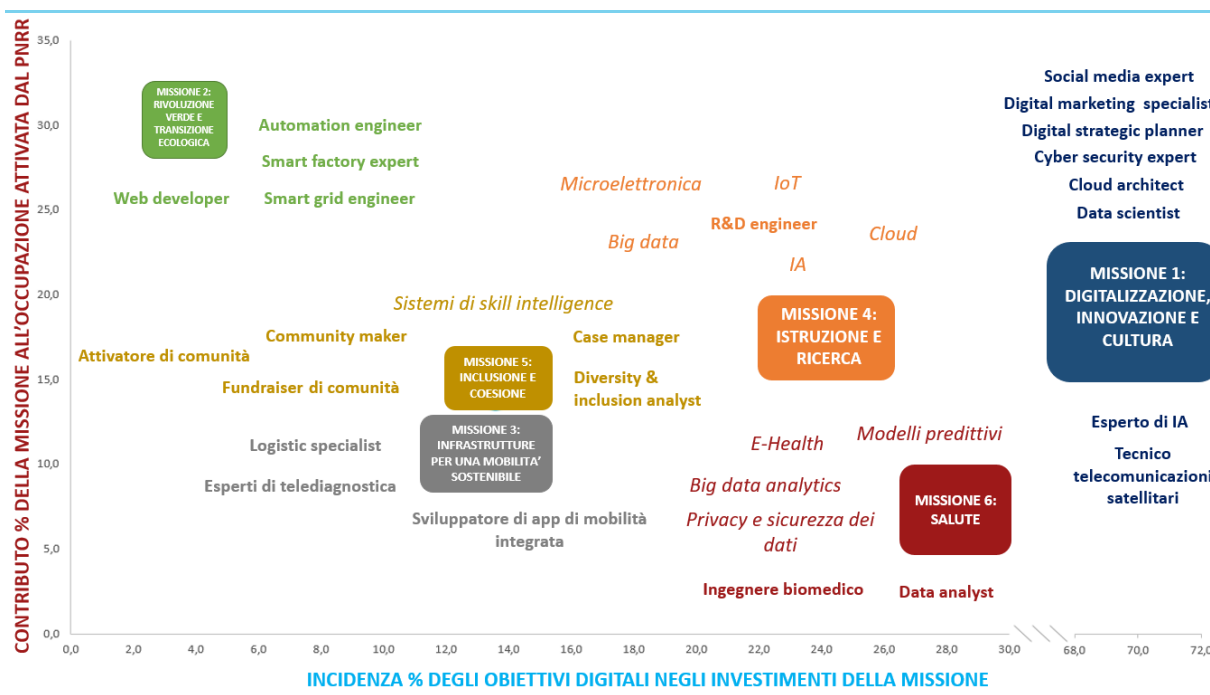 CONTRIBUTO % DELLA MISSIONE ALL'OCCUPAZIONE ATTIVATA DAL PNRR
35,0
30,0
25,0
20,0
15,0
10,0
5,0
0,0
MISSIONE 2:
RIVOLUZIONE
VERDE E
TRANSIZIONE
ECOLOGICA
Automation engineer
Smart factory expert
Web developer
Smart grid engineer
Microelettronica
IoT
R&D engineer
Big data
Cloud
IA
Social media expert
Digital marketing specialist
Digital strategic planner
Cyber security expert
Cloud architect
Data scientist
MISSIONE 1:
DIGITALIZZAZIONE,
INNOVAZIONE E
CULTURA
Sistemi di skill intelligence
Community maker
Attivatore di comunità
Fundraiser di comunità
MISSIONE 5:
INCLUSIONE E
COESIONE
Case manager
Diversity &
inclusion analyst
MISSIONE 4:
ISTRUZIONE E
RICERCA
Logistic specialist
Esperti di telediagnostica
MISSIONE 3:
INFRASTRUTTURE
PER UNA MOBILITA'
SOSTENIBILE
Sviluppatore di app di mobilità
integrata
E-Health
Modelli predittivi
Big data analytics
Privacy e sicurezza dei
dati
MISSIONE 6:
SALUTE
Ingegnere biomedico
Data analyst
Esperto di IA
Tecnico
telecomunicazioni
satellitari
0,0
2,0
4,0
6,0
8,0
10,0
12,0
14,0
16,0
18,0
20,0
22,0
24,0
26,0
28,0
30,0
68,0
70,0
72,0
INCIDENZA % DEGLI OBIETTIVI DIGITALI NEGLI INVESTIMENTI DELLA MISSIONE